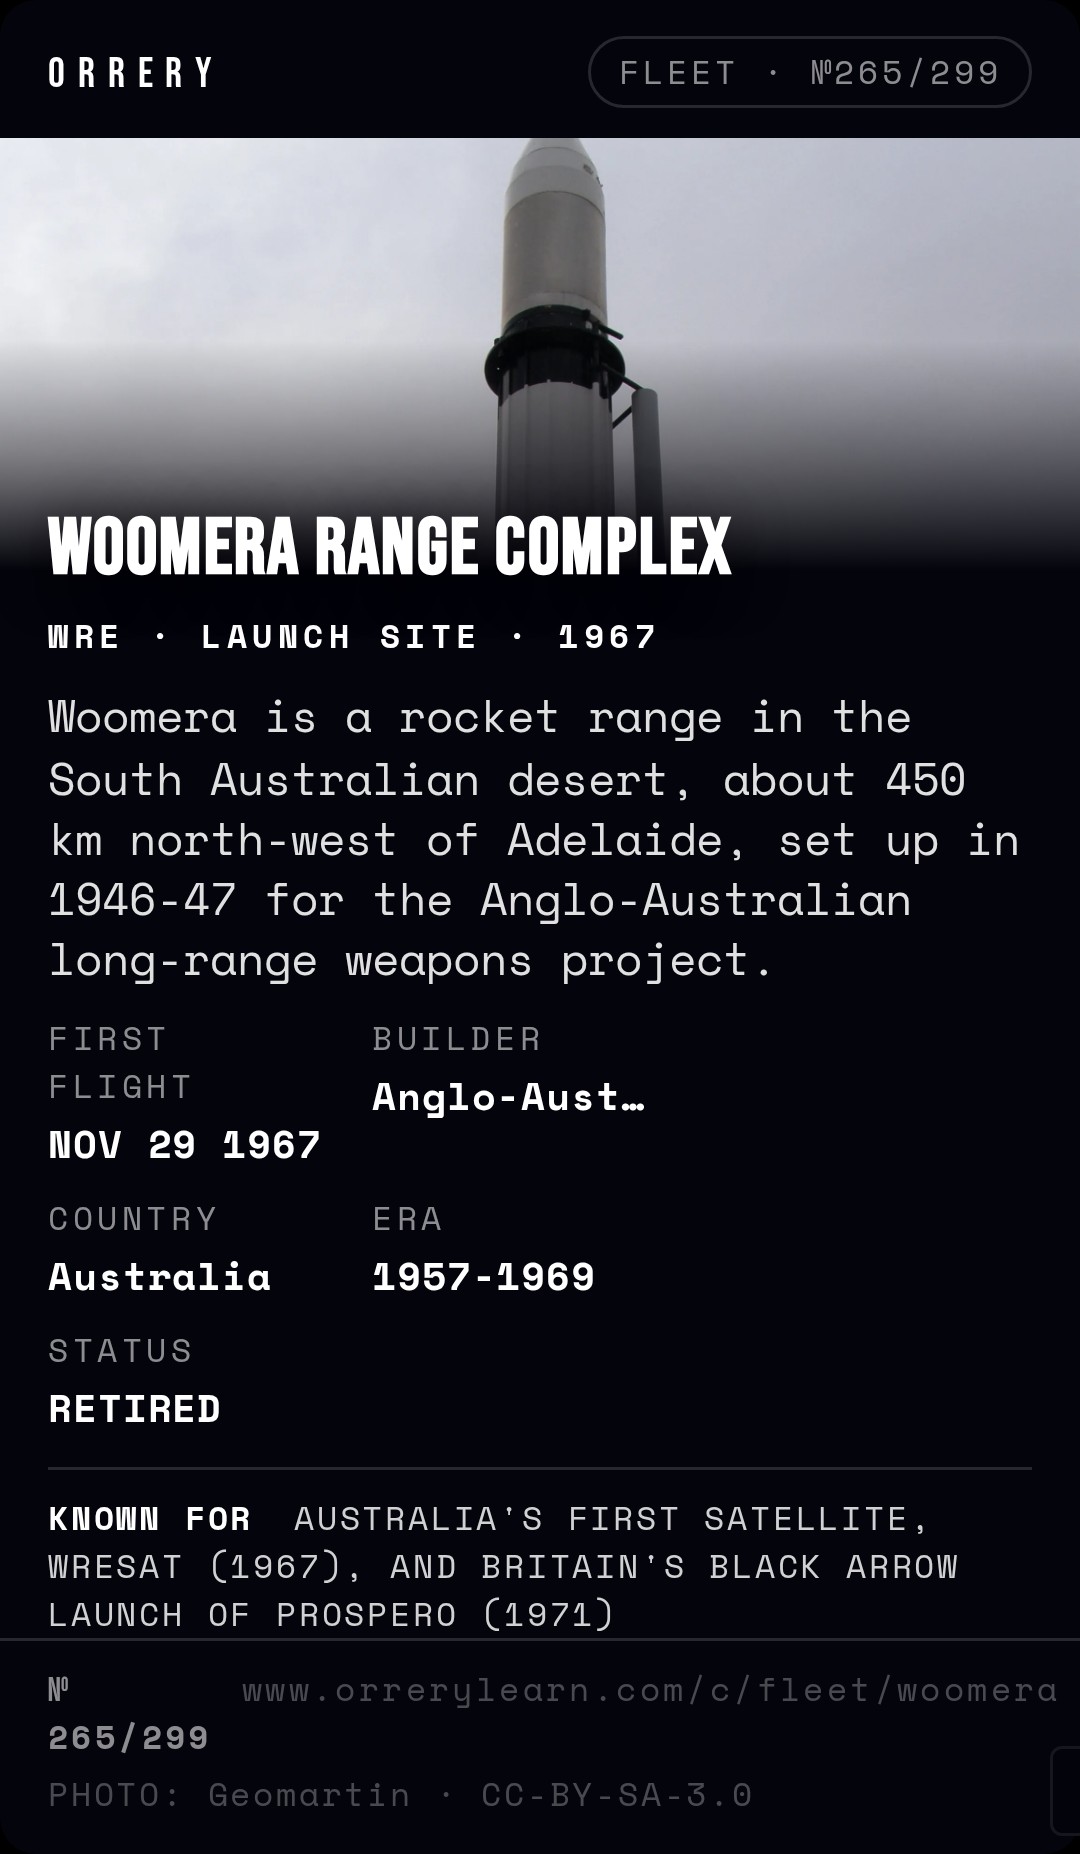 ORRERY
FLEET · №265/299
WOOMERA RANGE COMPLEX
WRE · LAUNCH SITE · 1967
Woomera is a rocket range in the
South Australian desert, about 450
km north-west of Adelaide, set up in
1946-47 for the Anglo-Australian
long-range weapons project.
FIRST
FLIGHT
NOV 29 1967
BUILDER
Anglo-Aust…
COUNTRY
Australia
ERA
1957-1969
STATUS
RETIRED
KNOWN FOR AUSTRALIA'S FIRST SATELLITE,
WRESAT (1967), AND BRITAIN'S BLACK ARROW
LAUNCH OF PROSPERO (1971)
№
265/299
www.orrerylearn.com/c/fleet/woomera
PHOTO: Geomartin · CC-BY-SA-3.0